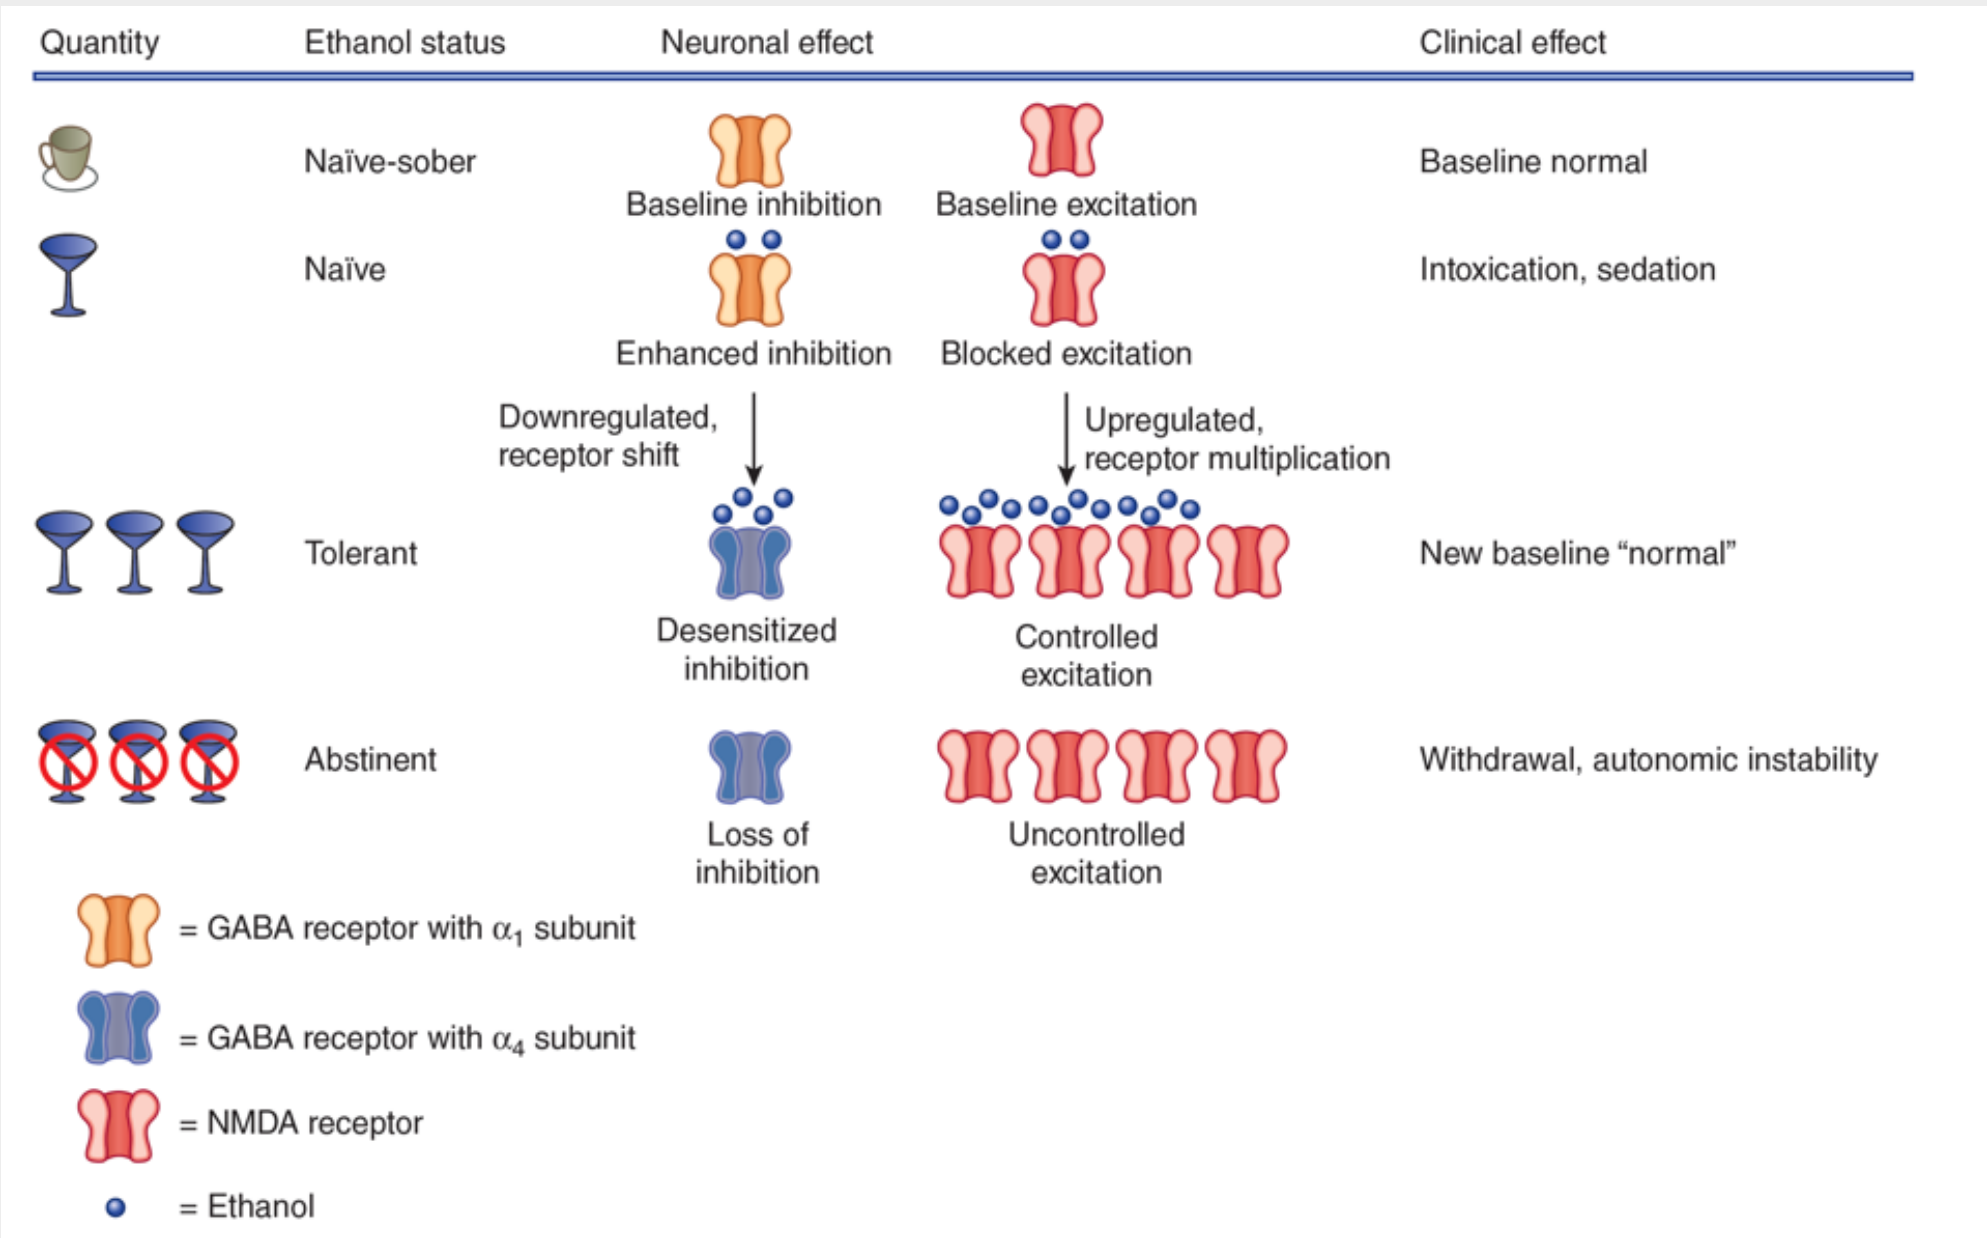 Quantity Ethanol status Neuronal effect Clinical effect
Naïve-sober Baseline normal
Baseline inhibition Baseline excitation
Naïve Intoxication, sedation
Enhanced inhibition Blocked excitation
Downregulated,
receptor shift
Upregulated,
receptor multiplication
Tolerant New baseline “normal”
Desensitized
inhibition
Controlled
excitation
Abstinent Withdrawal, autonomic instability
Loss of
inhibition
Uncontrolled
excitation
= GABA receptor with α₁ subunit
= GABA receptor with α₄ subunit
= NMDA receptor
= Ethanol